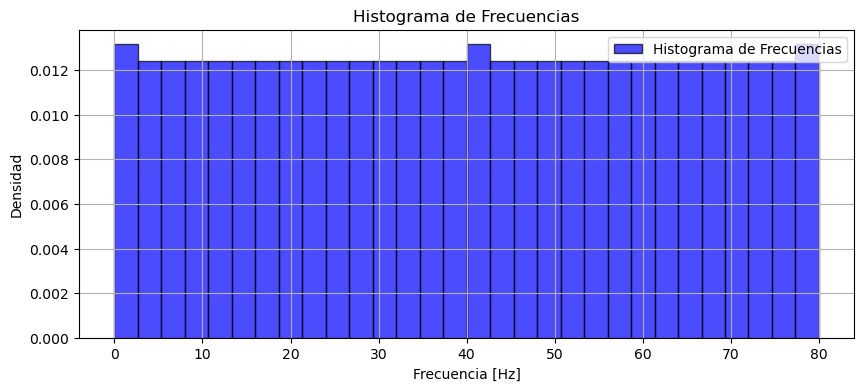 Histograma de Frecuencias
Histograma de Frecuencias
Densidad
0.012
0.010
0.008
0.006
0.004
0.002
0.000
0 10 20 30 40 50 60 70 80
Frecuencia [Hz]